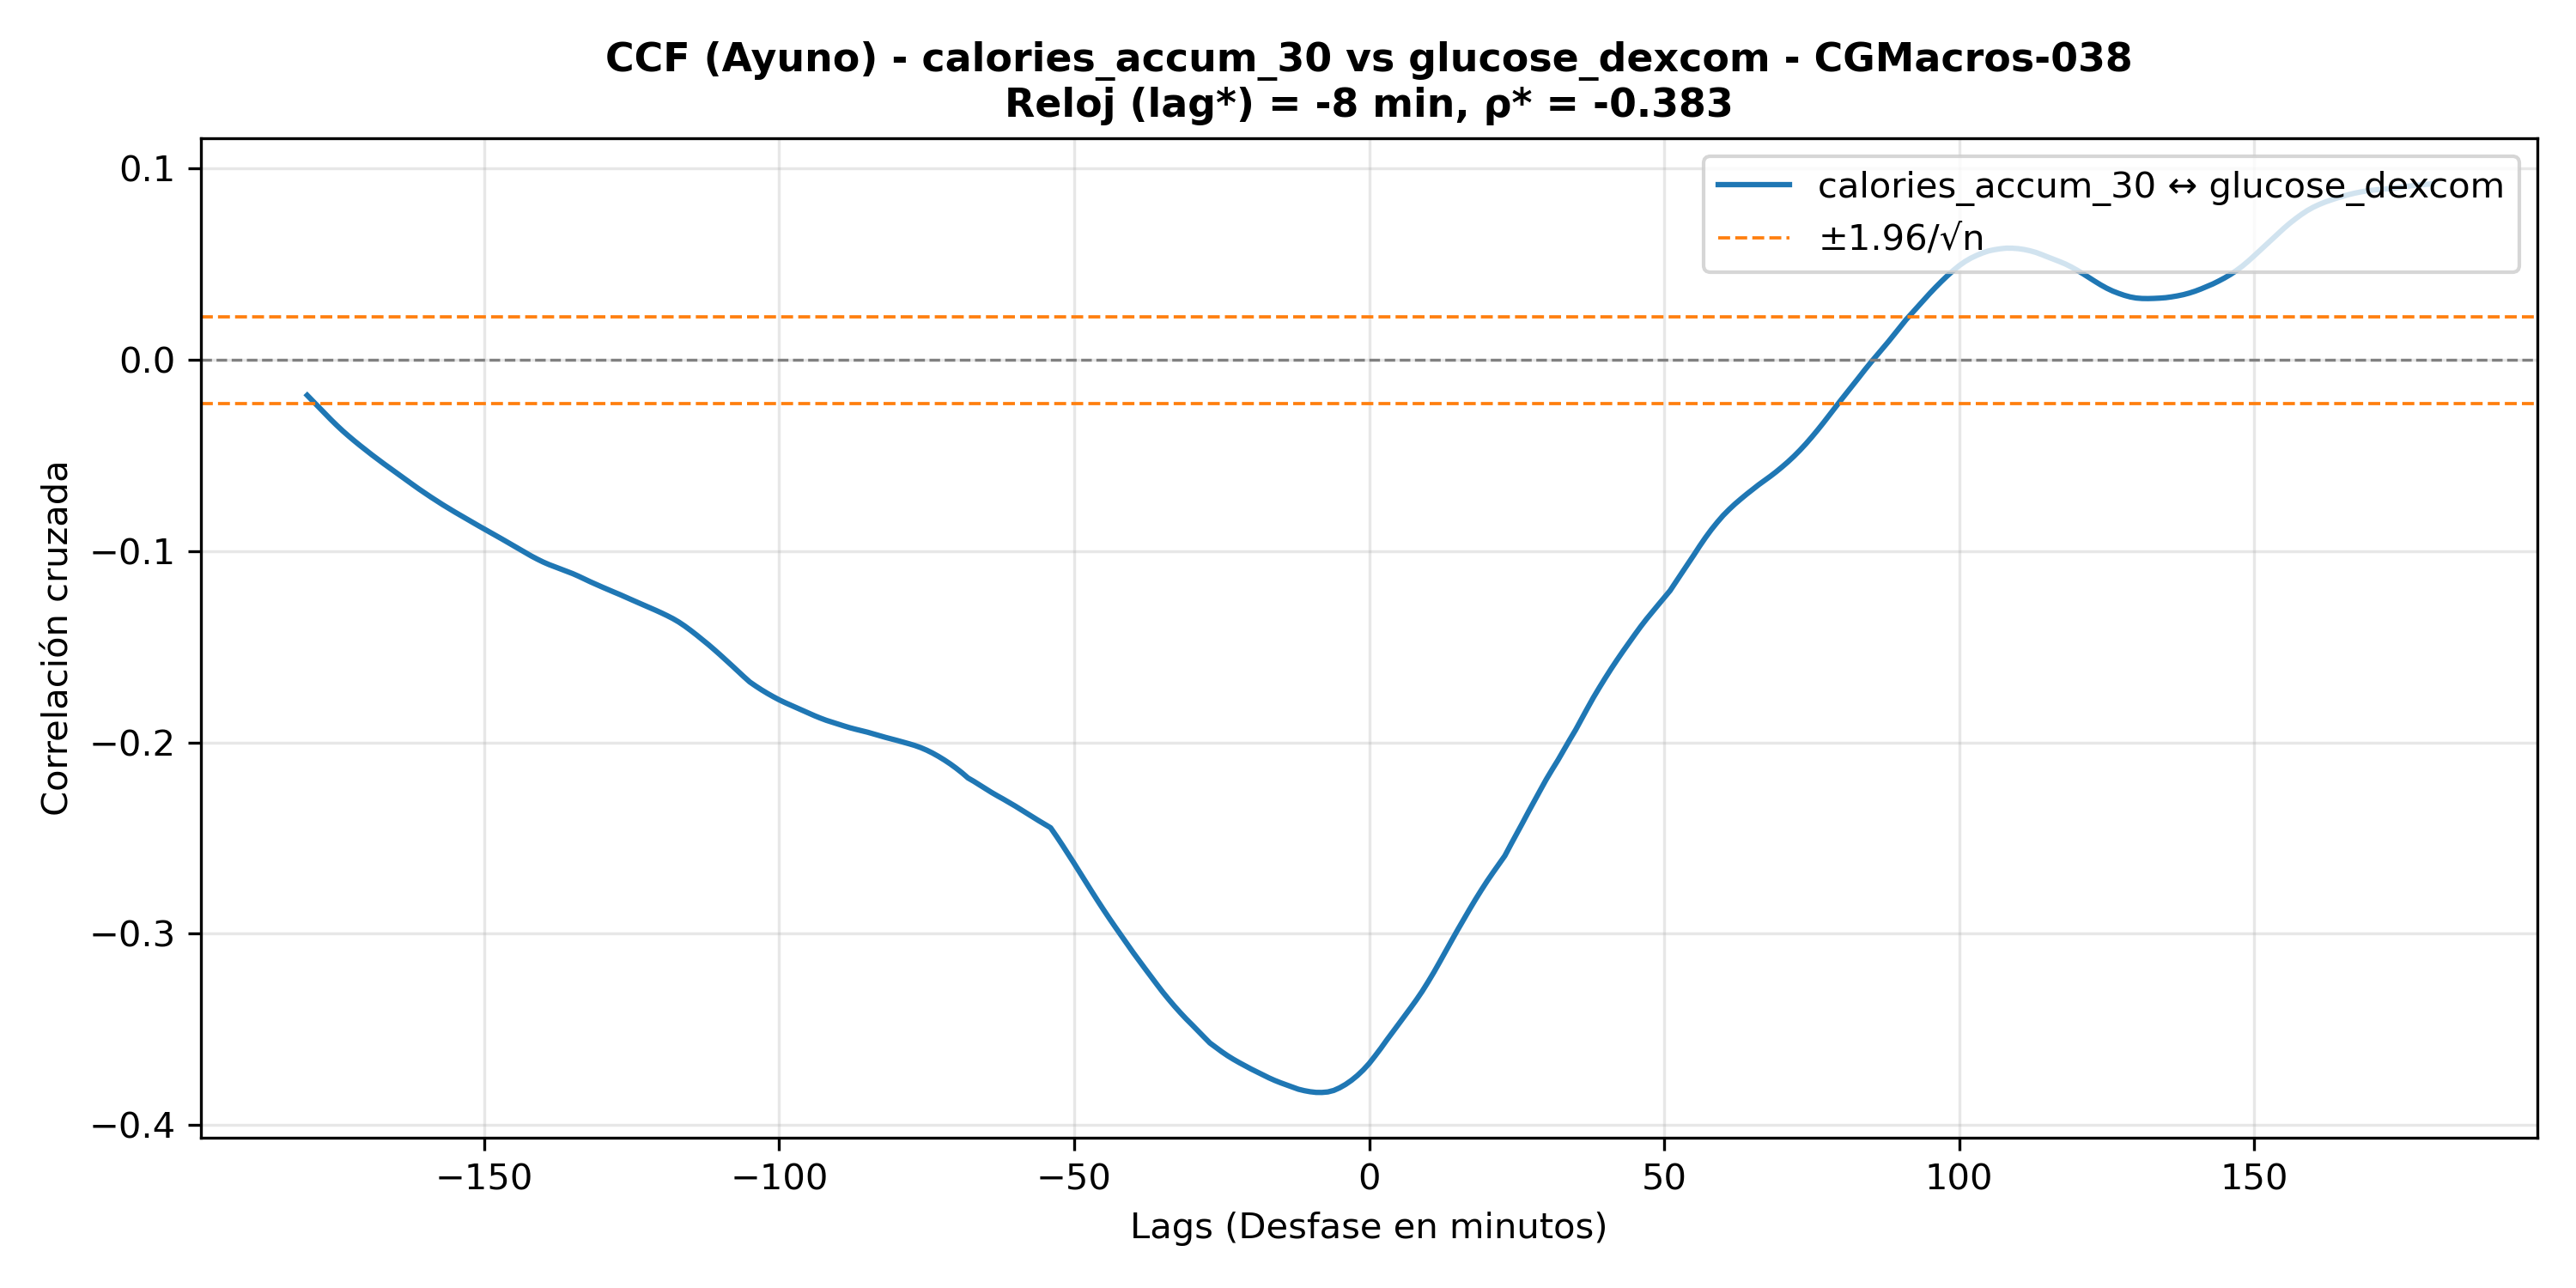 CCF (Ayuno) - calories_accum_30 vs glucose_dexcom - CGMacros-038
Reloj (lag*) = -8 min, ρ* = -0.383
calories_accum_30 ↔ glucose_dexcom
±1.96/√n
0.1
0.0
−0.1
−0.2
−0.3
−0.4
Correlación cruzada
−150
−100
−50
0
50
100
150
Lags (Desfase en minutos)